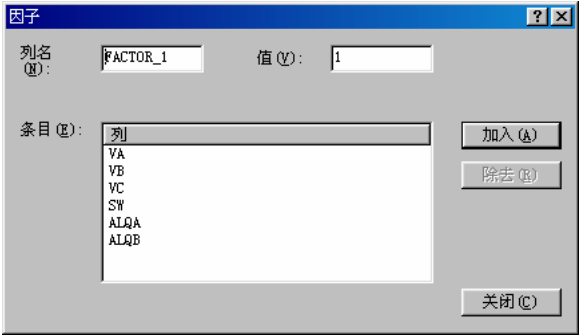 因子
列名(N): FACTOR_1 值(V): 1
条目(E): 列 加入(A)
VA
VB 除去(R)
VC
SW
ALQA
ALQB
关闭(C)